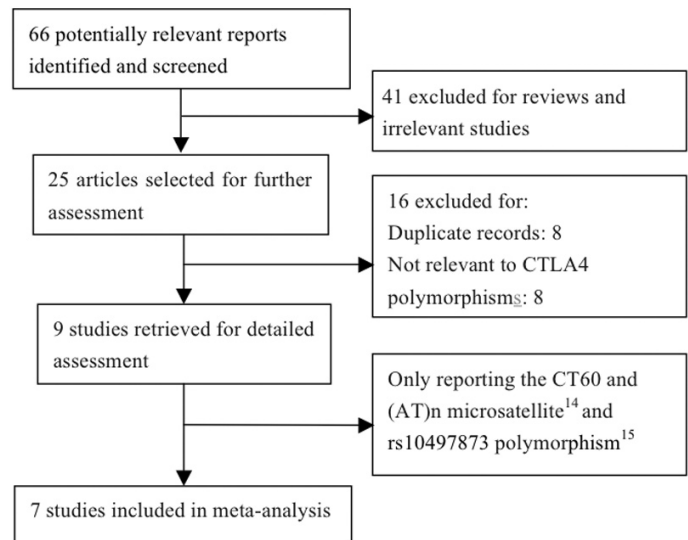 66 potentially relevant reports
identified and screened
41 excluded for reviews and
irrelevant studies
25 articles selected for further
assessment
16 excluded for:
Duplicate records: 8
Not relevant to CTLA4
polymorphisms: 8
9 studies retrieved for detailed
assessment
Only reporting the CT60 and
(AT)n microsatellite14 and
rs10497873 polymorphism15
7 studies included in meta-analysis